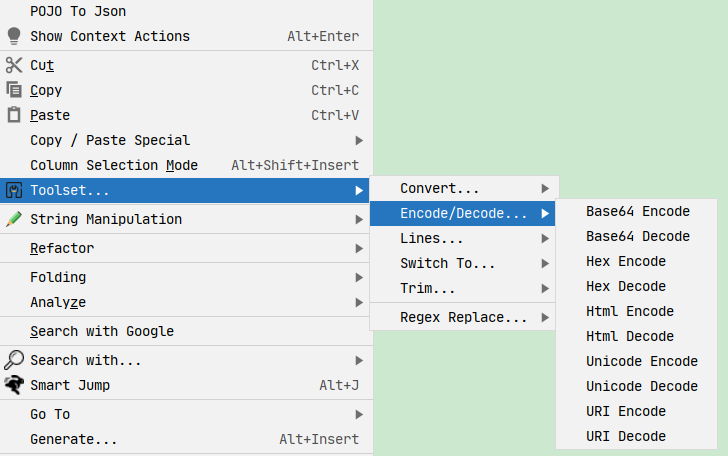 POJO To Json
Show Context Actions Alt+Enter
Cut Ctrl+X
Copy Ctrl+C
Paste Ctrl+V
Copy / Paste Special
Column Selection Mode Alt+Shift+Insert
Toolset...
String Manipulation
Refactor
Folding
Analyze
Search with Google
Search with...
Smart Jump Alt+J
Go To
Generate... Alt+Insert
Convert...
Encode/Decode...
Lines...
Switch To...
Trim...
Regex Replace...
Base64 Encode
Base64 Decode
Hex Encode
Hex Decode
Html Encode
Html Decode
Unicode Encode
Unicode Decode
URI Encode
URI Decode